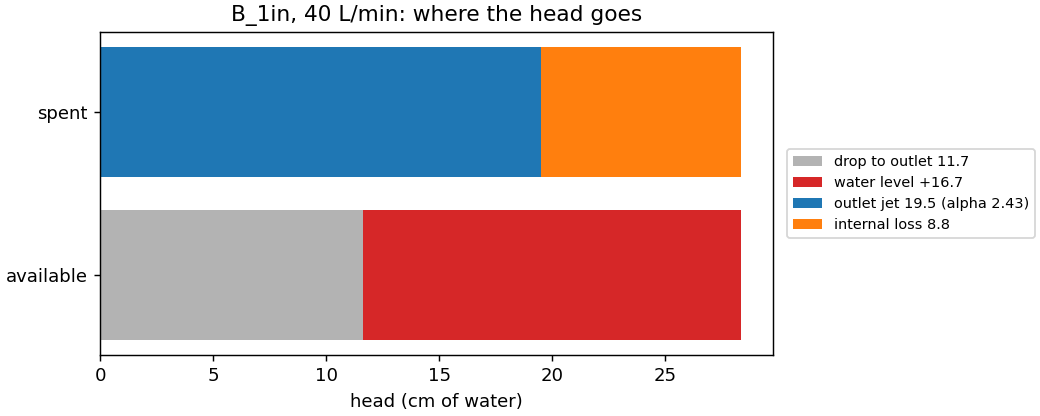 B_1in, 40 L/min: where the head goes
spent
available
0 5 10 15 20 25
head (cm of water)
drop to outlet 11.7
water level +16.7
outlet jet 19.5 (alpha 2.43)
internal loss 8.8